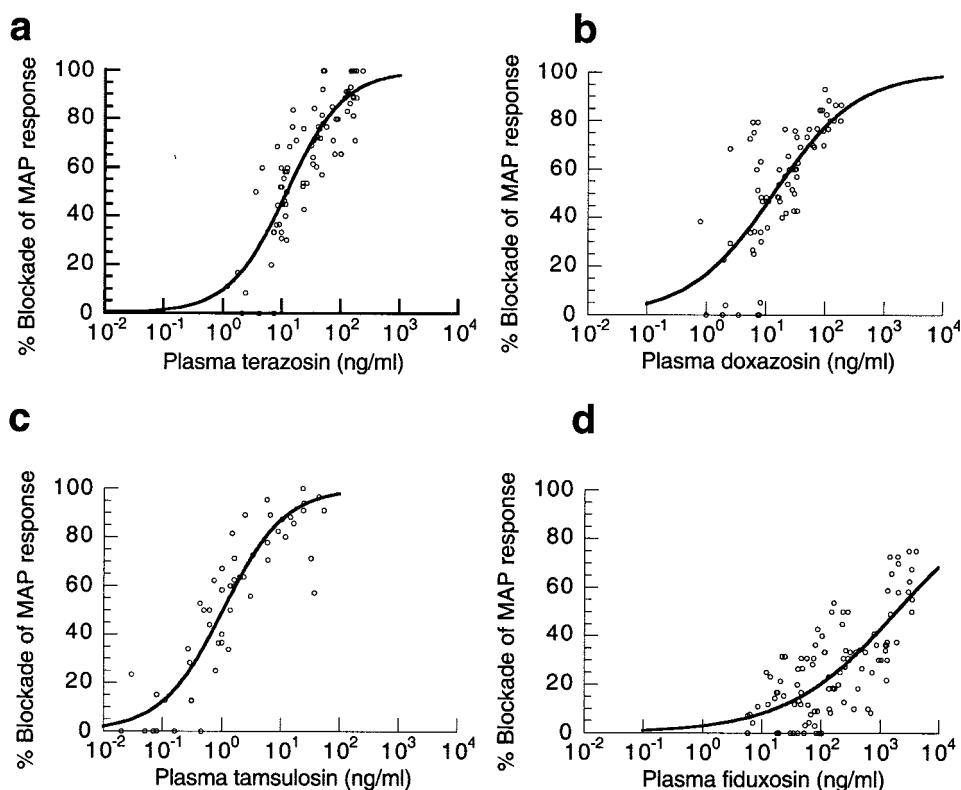 a
% Blockade of MAP response
100
80
60
40
20
0
10⁻² 10⁻¹ 10⁰ 10¹ 10² 10³ 10⁴
Plasma terazosin (ng/ml)
b
% Blockade of MAP response
100
80
60
40
20
0
10⁻² 10⁻¹ 10⁰ 10¹ 10² 10³ 10⁴
Plasma doxazosin (ng/ml)
c
% Blockade of MAP response
100
80
60
40
20
0
10⁻² 10⁻¹ 10⁰ 10¹ 10² 10³ 10⁴
Plasma tamsulosin (ng/ml)
d
% Blockade of MAP response
100
80
60
40
20
0
10⁻² 10⁻¹ 10⁰ 10¹ 10² 10³ 10⁴
Plasma fiduxosin (ng/ml)